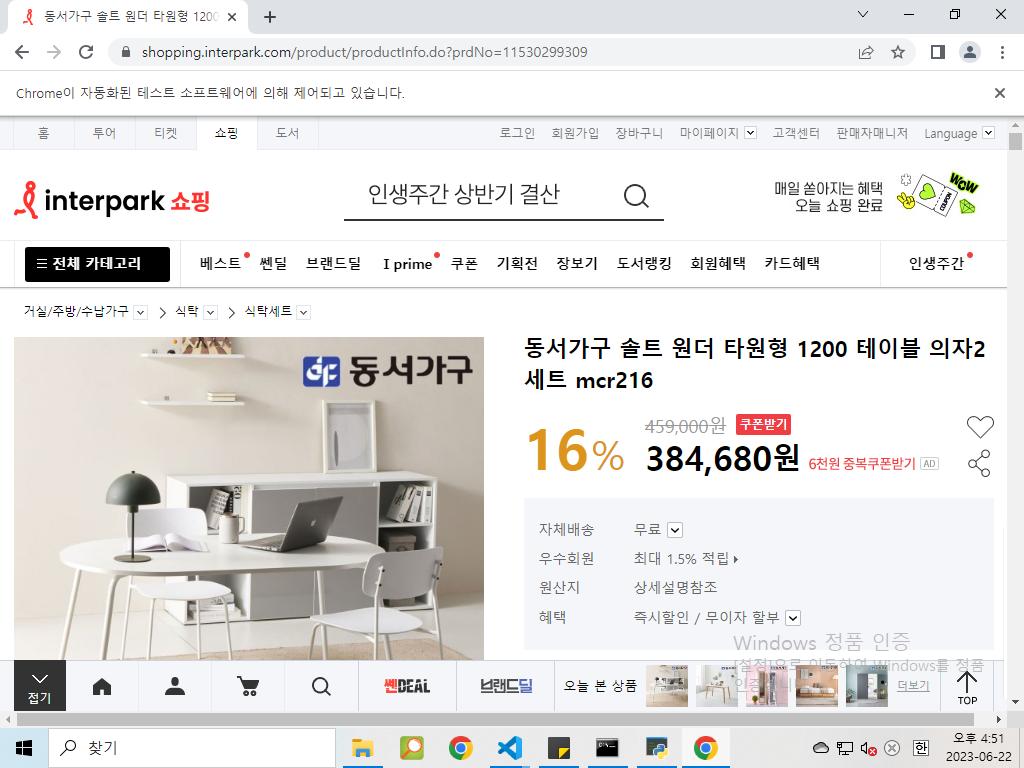 동서가구 솔트 원더 타원형 1200
shopping.interpark.com/product/productInfo.do?prdNo=11530299309
Chrome이 자동화된 테스트 소프트웨어에 의해 제어되고 있습니다.
홈 투어 티켓 쇼핑 도서 로그인 회원가입 장바구니 마이페이지 고객센터 판매자매니저 Language
interpark 쇼핑
인생주간 상반기 결산
매일 쏟아지는 혜택
오늘 쇼핑 완료
WOW
COUPON
전체 카테고리 베스트 쎈딜 브랜드딜 I prime 쿠폰 기획전 장보기 도서랭킹 회원혜택 카드혜택 인생주간
거실/주방/수납가구 식탁 식탁세트
동서가구
동서가구 솔트 원더 타원형 1200 테이블 의자2
세트 mcr216
16%
459,000원 쿠폰받기
384,680원 6천원 중복쿠폰받기 AD
자체배송 무료
우수회원 최대 1.5% 적립
원산지 상세설명참조
혜택 즉시할인 / 무이자 할부
Windows 정품 인증
[설정]으로 이동하여 Windows를 정품
접기
쎈DEAL
브랜드딜
오늘 본 상품
더보기
TOP
찾기
한
오후 4:51
2023-06-22